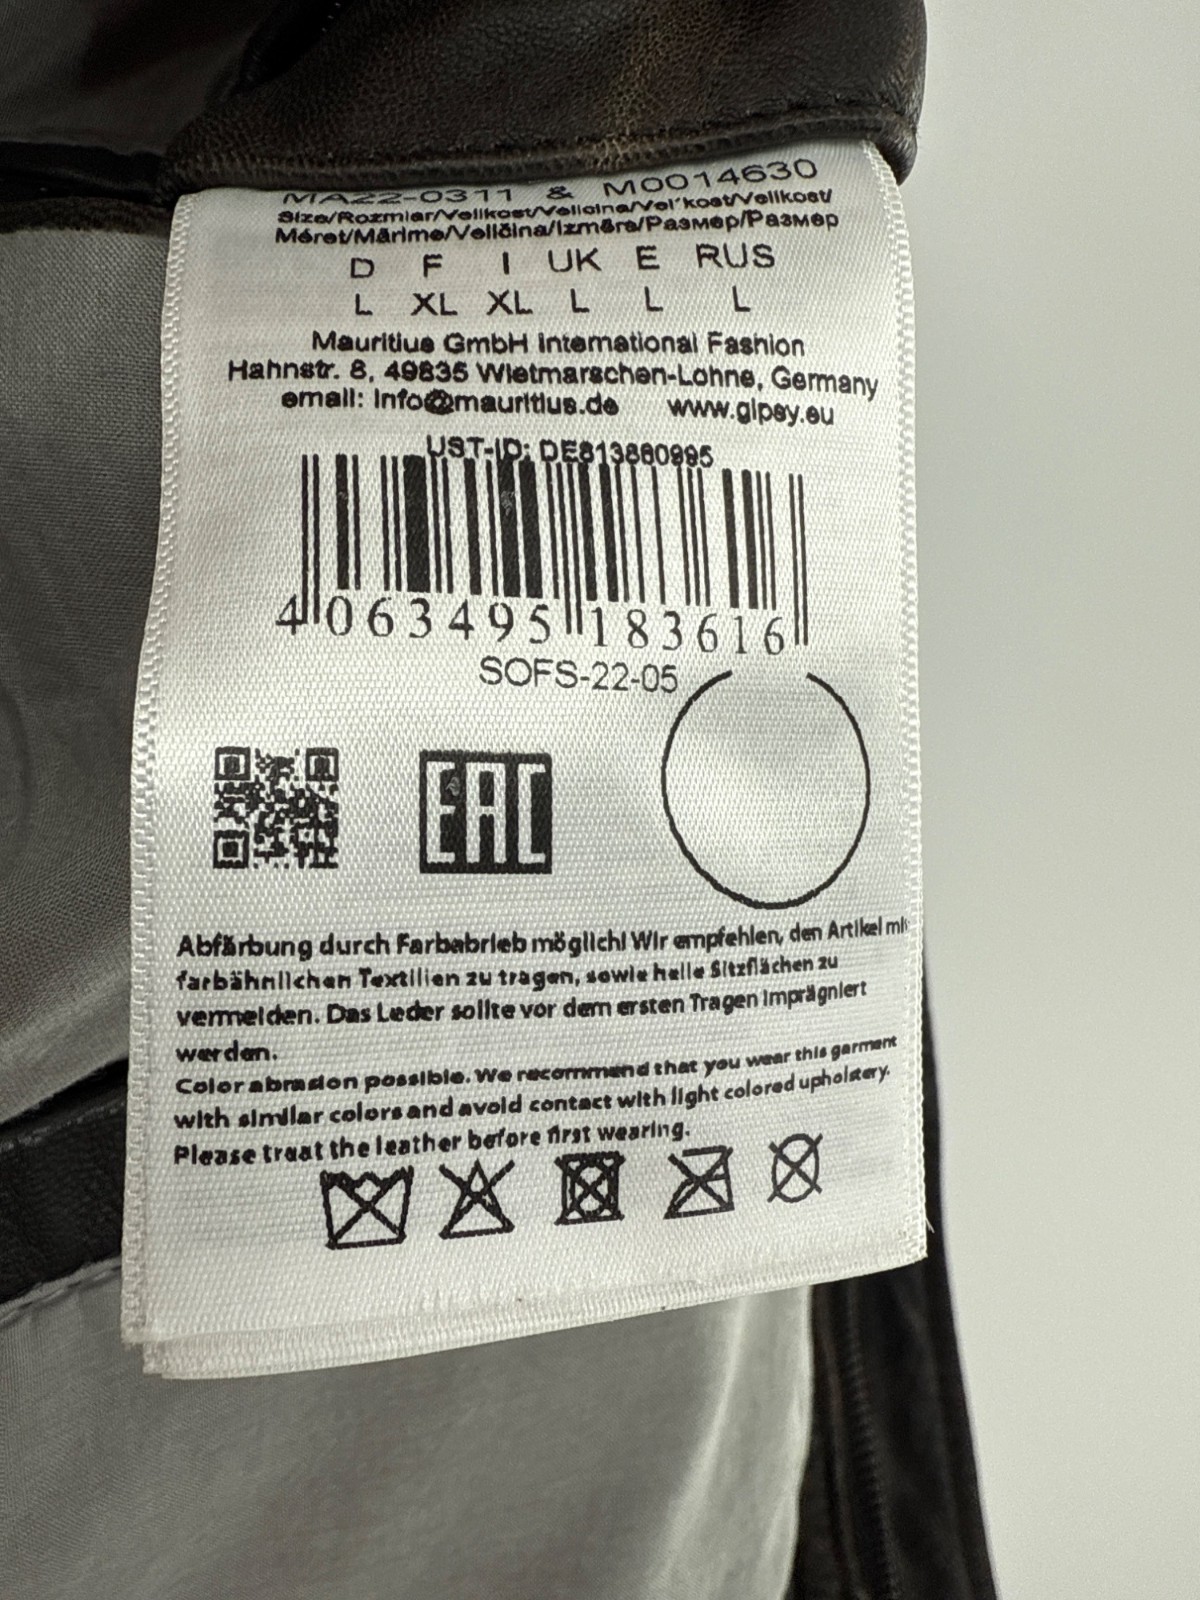 MA22-0311 & M0014630
Size/Rozmiar/Velikost/Velicina/Vel'kost/Velikost/
Méret/Mărime/Veličina/Izmērs/Размер/Размер
D F I UK E RUS
L XL XL L L L
Mauritius GmbH International Fashion
Hahnstr. 8, 49835 Wietmarschen-Lohne, Germany
email: info@mauritius.de www.gipsy.eu
UST-ID: DE813860995
4 063495 183616
SOFS-22-05
EAC
Abfärbung durch Farbabrieb möglich! Wir empfehlen, den Artikel mit
farbähnlichen Textilien zu tragen, sowie helle Sitzflächen zu
vermeiden. Das Leder sollte vor dem ersten Tragen imprägniert
werden.
Color abrasion possible. We recommend that you wear this garment
with similar colors and avoid contact with light colored upholstery.
Please treat the leather before first wearing.